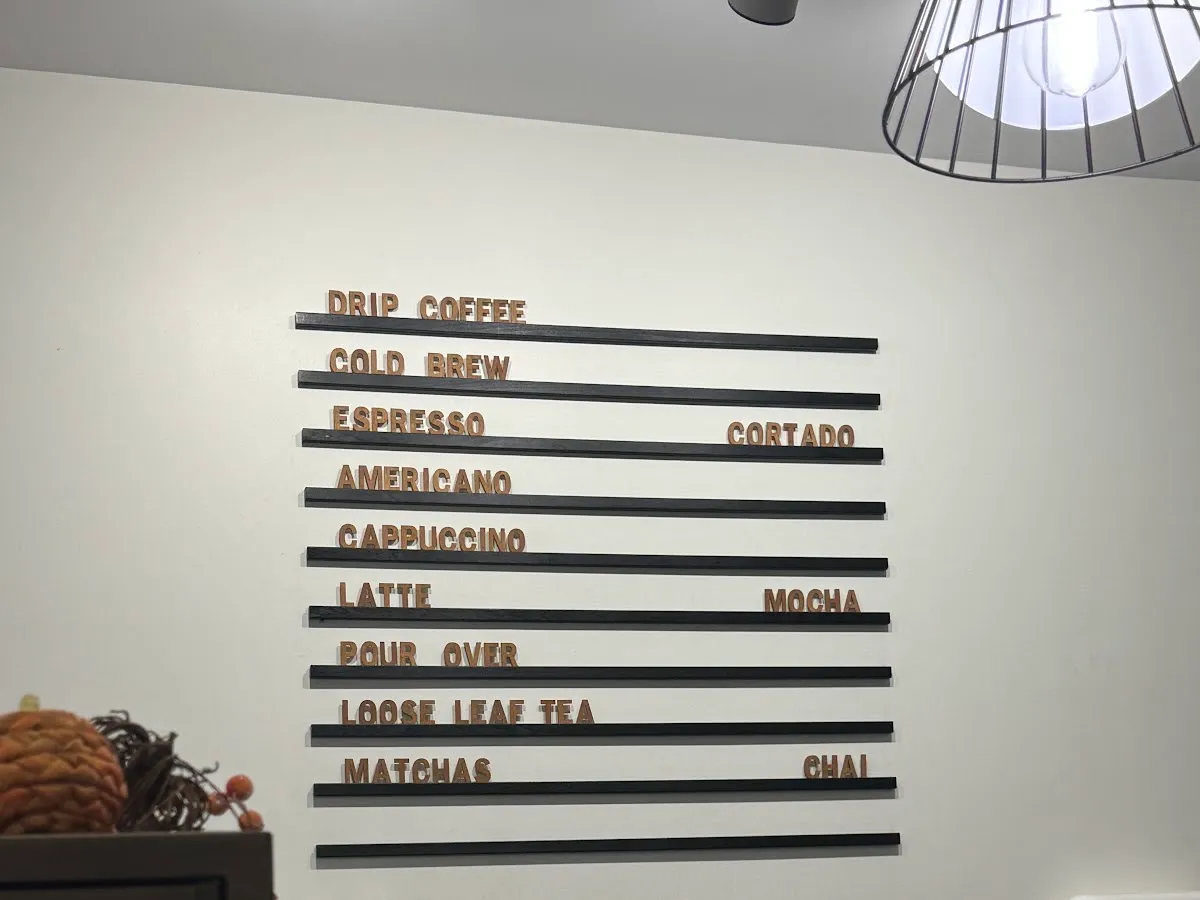 DRIP COFFEE
COLD BREW
ESPRESSO CORTADO
AMERICANO
CAPPUCCINO
LATTE MOCHA
POUR OVER
LOOSE LEAF TEA
MATCHAS CHAI